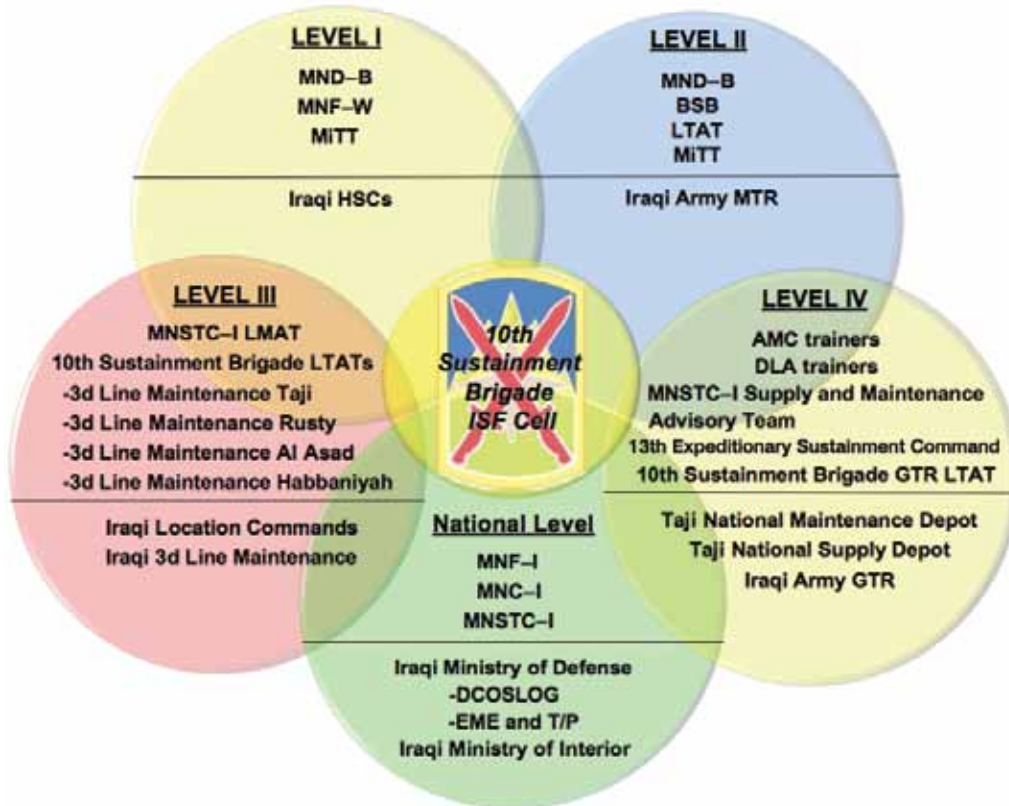 LEVEL I
MND–B
MNF–W
MiTT
Iraqi HSCs
LEVEL II
MND–B
BSB
LTAT
MiTT
Iraqi Army MTR
LEVEL III
MNSTC–I LMAT
10th Sustainment Brigade LTATs
-3d Line Maintenance Taji
-3d Line Maintenance Rusty
-3d Line Maintenance Al Asad
-3d Line Maintenance Habbaniyah
Iraqi Location Commands
Iraqi 3d Line Maintenance
10th
Sustainment
Brigade
ISF Cell
LEVEL IV
AMC trainers
DLA trainers
MNSTC–I Supply and Maintenance
Advisory Team
13th Expeditionary Sustainment Command
10th Sustainment Brigade GTR LTAT
Taji National Maintenance Depot
Taji National Supply Depot
Iraqi Army GTR
National Level
MNF–I
MNC–I
MNSTC–I
Iraqi Ministry of Defense
-DCOSLOG
-EME and T/P
Iraqi Ministry of Interior